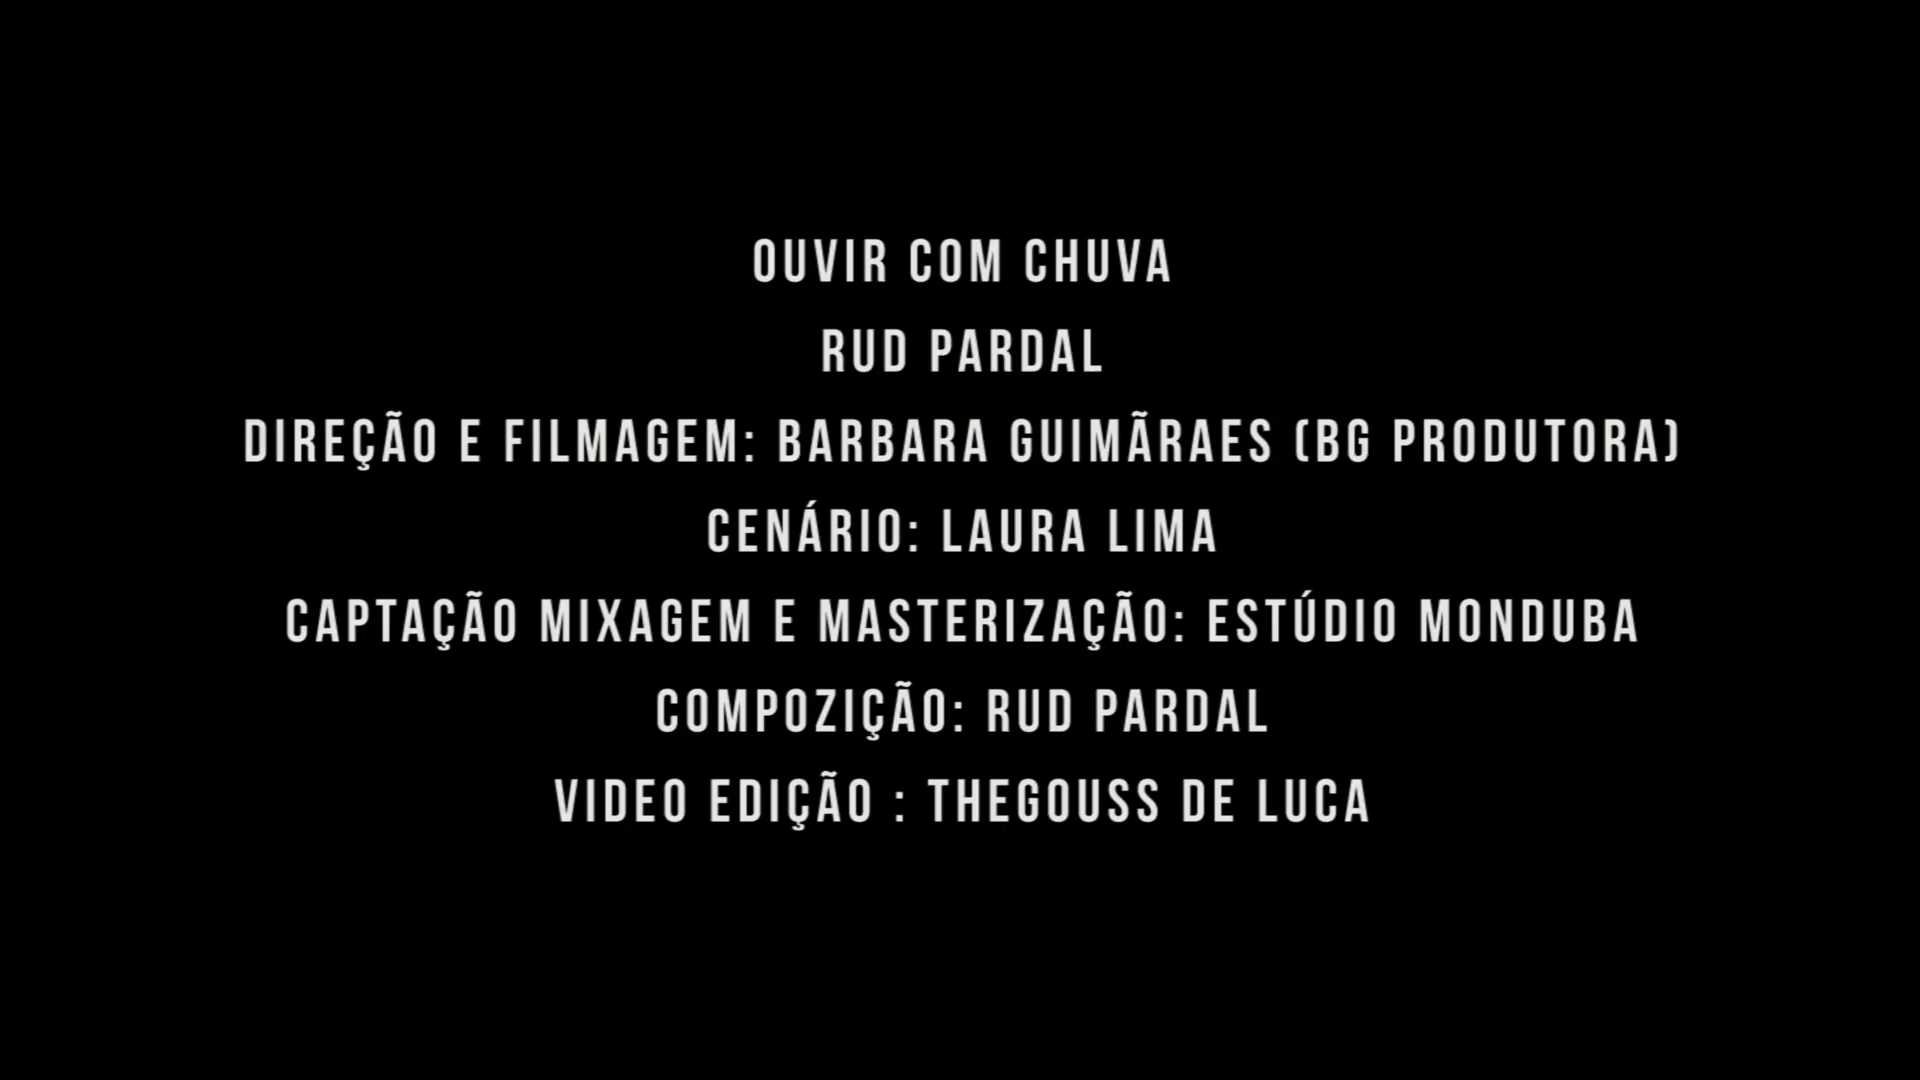 OUVIR COM CHUVA
RUD PARDAL
DIREÇÃO E FILMAGEM: BARBARA GUIMÃRAES (BG PRODUTORA)
CENÁRIO: LAURA LIMA
CAPTAÇÃO MIXAGEM E MASTERIZAÇÃO: ESTÚDIO MONDUBA
COMPOZIÇÃO: RUD PARDAL
VIDEO EDIÇÃO : THEGOUSS DE LUCA